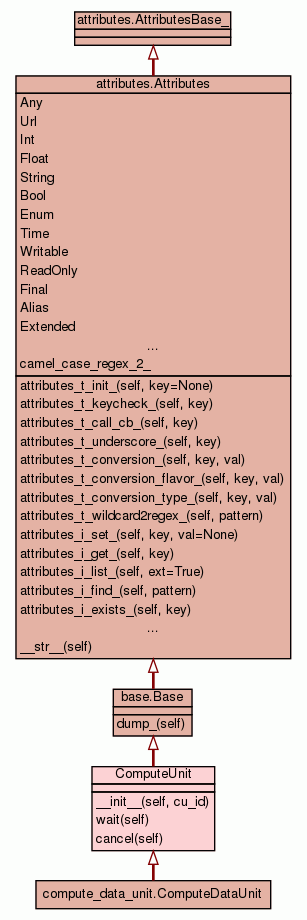 attributes.AttributesBase_
attributes.Attributes
Any
Url
Int
Float
String
Bool
Enum
Time
Writable
ReadOnly
Final
Alias
Extended
...
camel_case_regex_2_
attributes_t_init_(self, key=None)
attributes_t_keycheck_(self, key)
attributes_t_call_cb_(self, key)
attributes_t_underscore_(self, key)
attributes_t_conversion_(self, key, val)
attributes_t_conversion_flavor_(self, key, val)
attributes_t_conversion_type_(self, key, val)
attributes_t_wildcard2regex_(self, pattern)
attributes_i_set_(self, key, val=None)
attributes_i_get_(self, key)
attributes_i_list_(self, ext=True)
attributes_i_find_(self, pattern)
attributes_i_exists_(self, key)
...
__str__(self)
base.Base
dump_(self)
ComputeUnit
__init__(self, cu_id)
wait(self)
cancel(self)
compute_data_unit.ComputeDataUnit